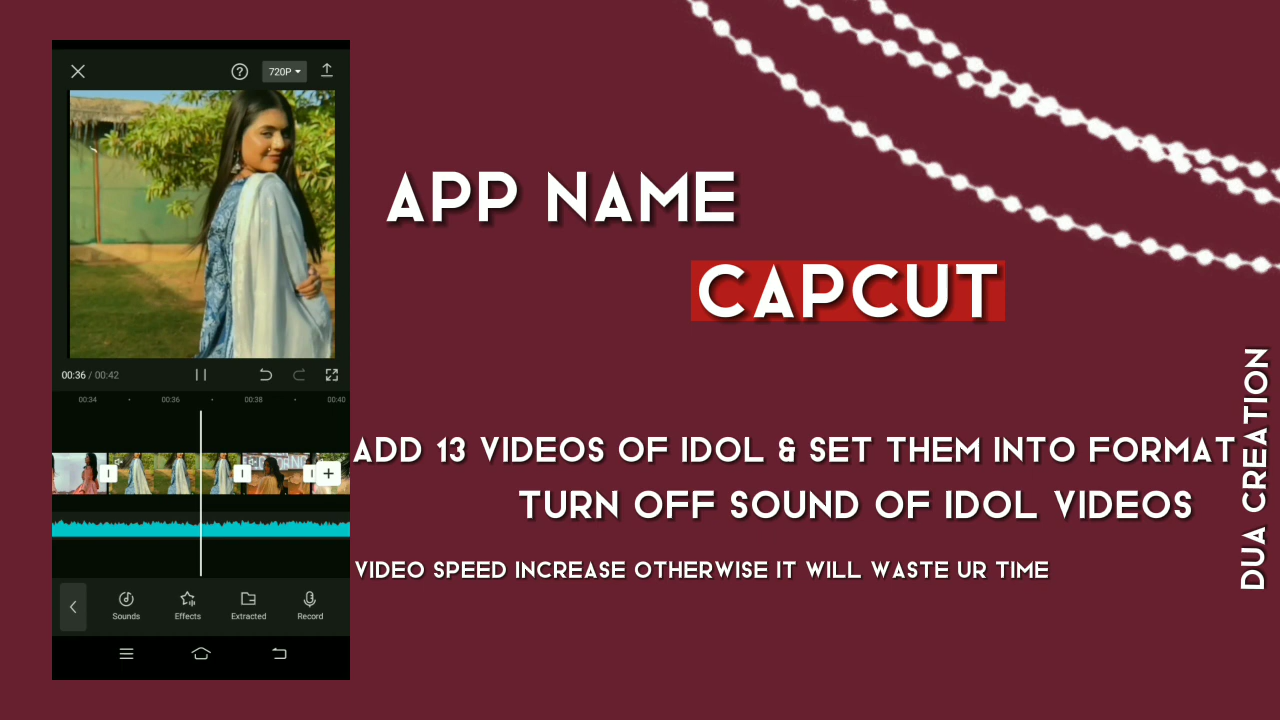 720P
00:36 / 00:42
00:34
00:36
00:38
00:40
Sounds
Effects
Extracted
Record
APP NAME
CAPCUT
ADD 13 VIDEOS OF IDOL & SET THEM INTO FORMAT
TURN OFF SOUND OF IDOL VIDEOS
VIDEO SPEED INCREASE OTHERWISE IT WILL WASTE UR TIME
DUA CREATION